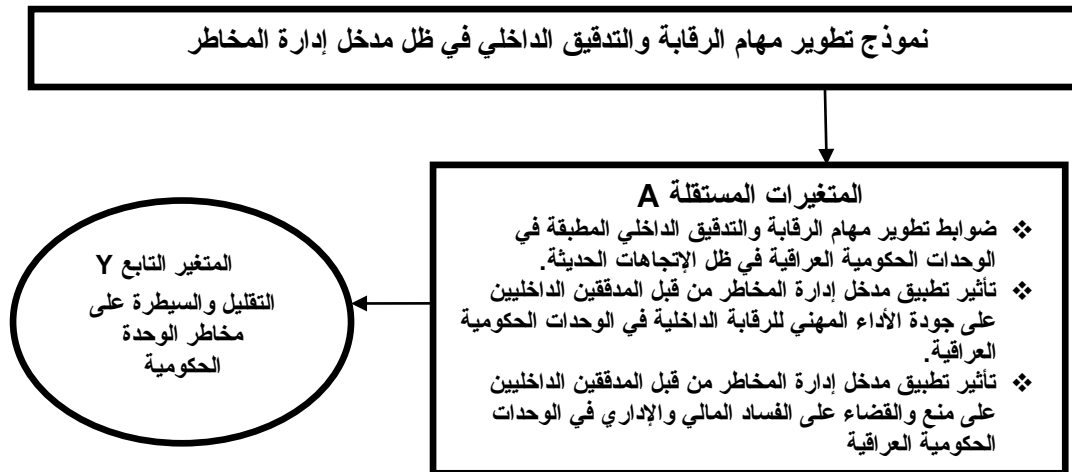 نموذج تطوير مهام الرقابة والتدقيق الداخلي في ظل مدخل إدارة المخاطر
المتغيرات المستقلة A
❖ ضوابط تطوير مهام الرقابة والتدقيق الداخلي المطبقة في
الوحدات الحكومية العراقية في ظل الإتجاهات الحديثة.
❖ تأثير تطبيق مدخل إدارة المخاطر من قبل المدققين الداخليين
على جودة الأداء المهني للرقابة الداخلية في الوحدات الحكومية
العراقية.
❖ تأثير تطبيق مدخل إدارة المخاطر من قبل المدققين الداخليين
على منع والقضاء على الفساد المالي والإداري في الوحدات
الحكومية العراقية
المتغير التابع Y
التقليل والسيطرة على
مخاطر الوحدة
الحكومية